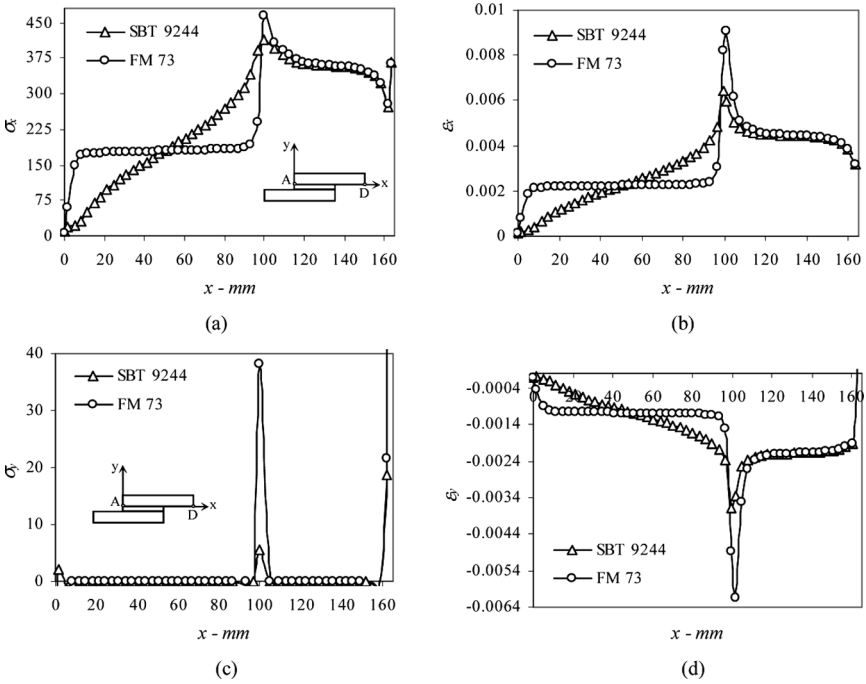 450
375
300
225
150
75
0
σx
SBT 9244
FM 73
y
A
D
x
0 20 40 60 80 100 120 140 160
x - mm
(a)
0.01
0.008
0.006
0.004
0.002
0
εx
SBT 9244
FM 73
0 20 40 60 80 100 120 140 160
x - mm
(b)
40
30
20
10
0
σy
SBT 9244
FM 73
y
A
D
x
0 20 40 60 80 100 120 140 160
x - mm
(c)
-0.0004
-0.0014
-0.0024
-0.0034
-0.0044
-0.0054
-0.0064
εy
0 20 40 60 80 100 120 140 160
SBT 9244
FM 73
x - mm
(d)